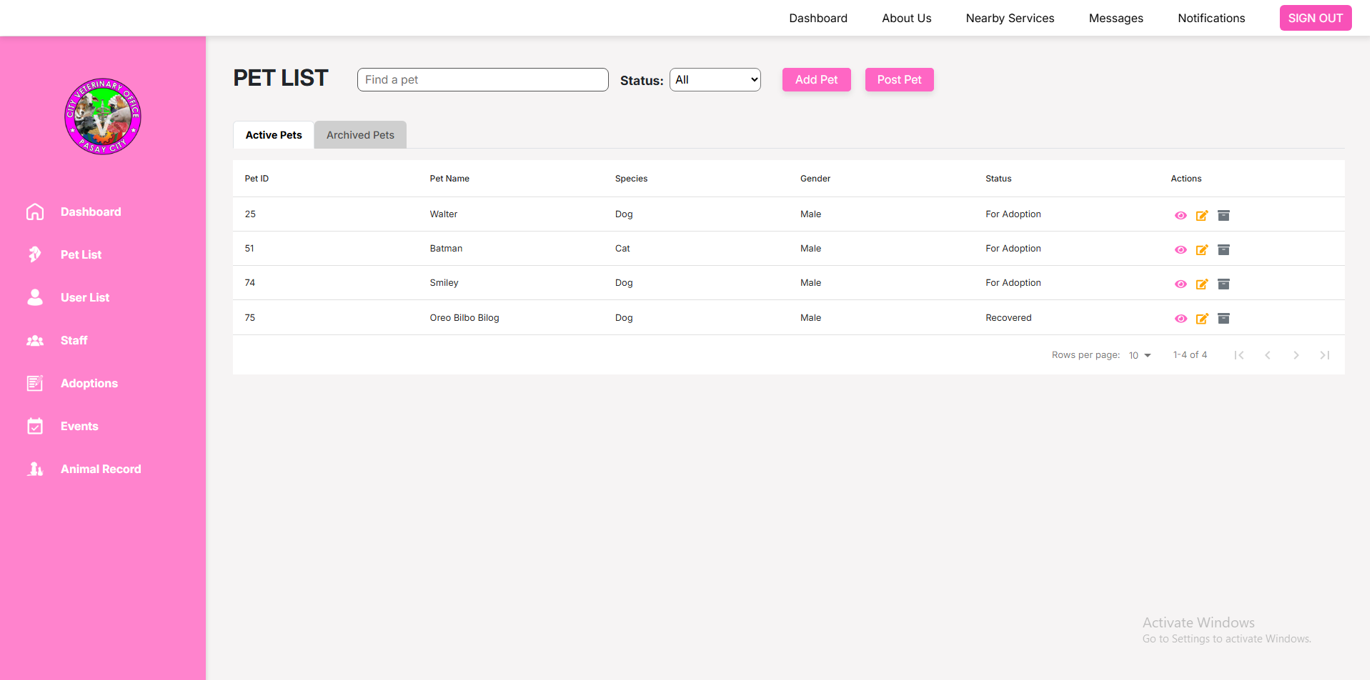 Dashboard About Us Nearby Services Messages Notifications SIGN OUT
CITY VETERINARY OFFICE
PASAY CITY
Dashboard
Pet List
User List
Staff
Adoptions
Events
Animal Record
PET LIST Find a pet Status: All Add Pet Post Pet
Active Pets Archived Pets
Pet ID Pet Name Species Gender Status Actions
25 Walter Dog Male For Adoption
51 Batman Cat Male For Adoption
74 Smiley Dog Male For Adoption
75 Oreo Bilbo Bilog Dog Male Recovered
Rows per page: 10 1-4 of 4
Activate Windows
Go to Settings to activate Windows.